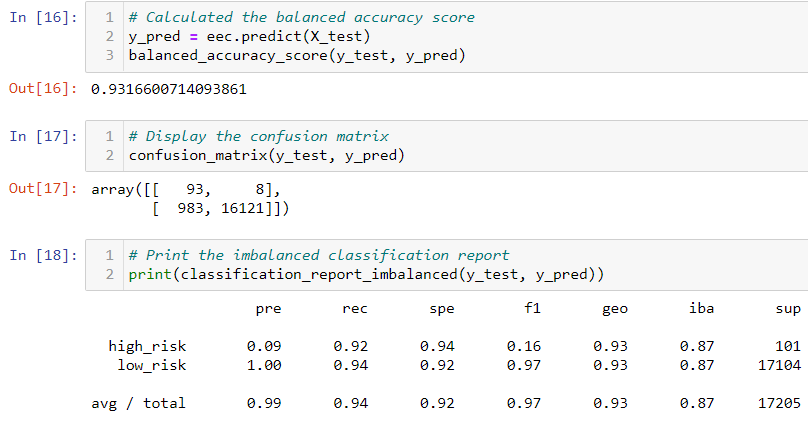 In [16]: 1 # Calculated the balanced accuracy score
2 y_pred = eec.predict(X_test)
3 balanced_accuracy_score(y_test, y_pred)
Out[16]: 0.9316600714093861
In [17]: 1 # Display the confusion matrix
2 confusion_matrix(y_test, y_pred)
Out[17]: array([[   93,     8],
[  983, 16121]])
In [18]: 1 # Print the imbalanced classification report
2 print(classification_report_imbalanced(y_test, y_pred))
pre rec spe f1 geo iba sup
high_risk 0.09 0.92 0.94 0.16 0.93 0.87 101
low_risk 1.00 0.94 0.92 0.97 0.93 0.87 17104
avg / total 0.99 0.94 0.92 0.97 0.93 0.87 17205